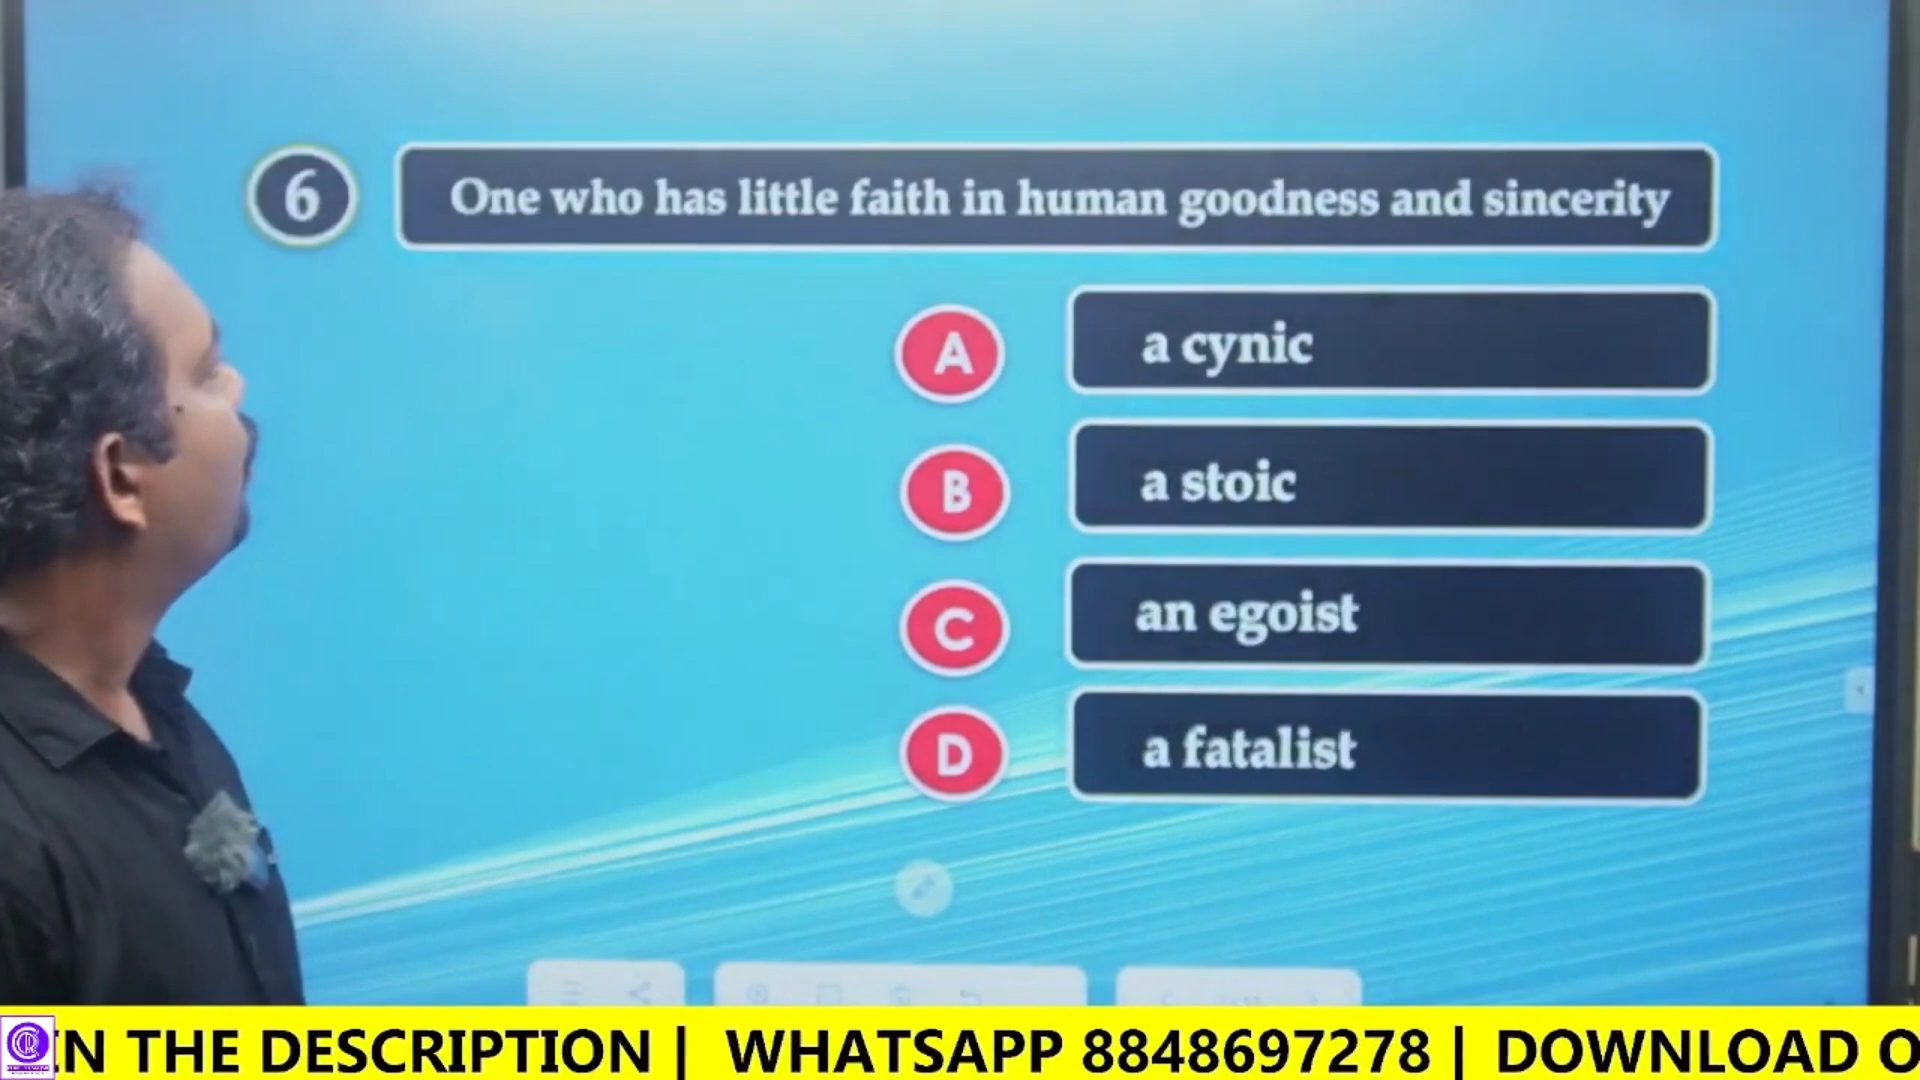 6
One who has little faith in human goodness and sincerity
A
a cynic
B
a stoic
C
an egoist
D
a fatalist
IN THE DESCRIPTION | WHATSAPP 8848697278 | DOWNLOAD O